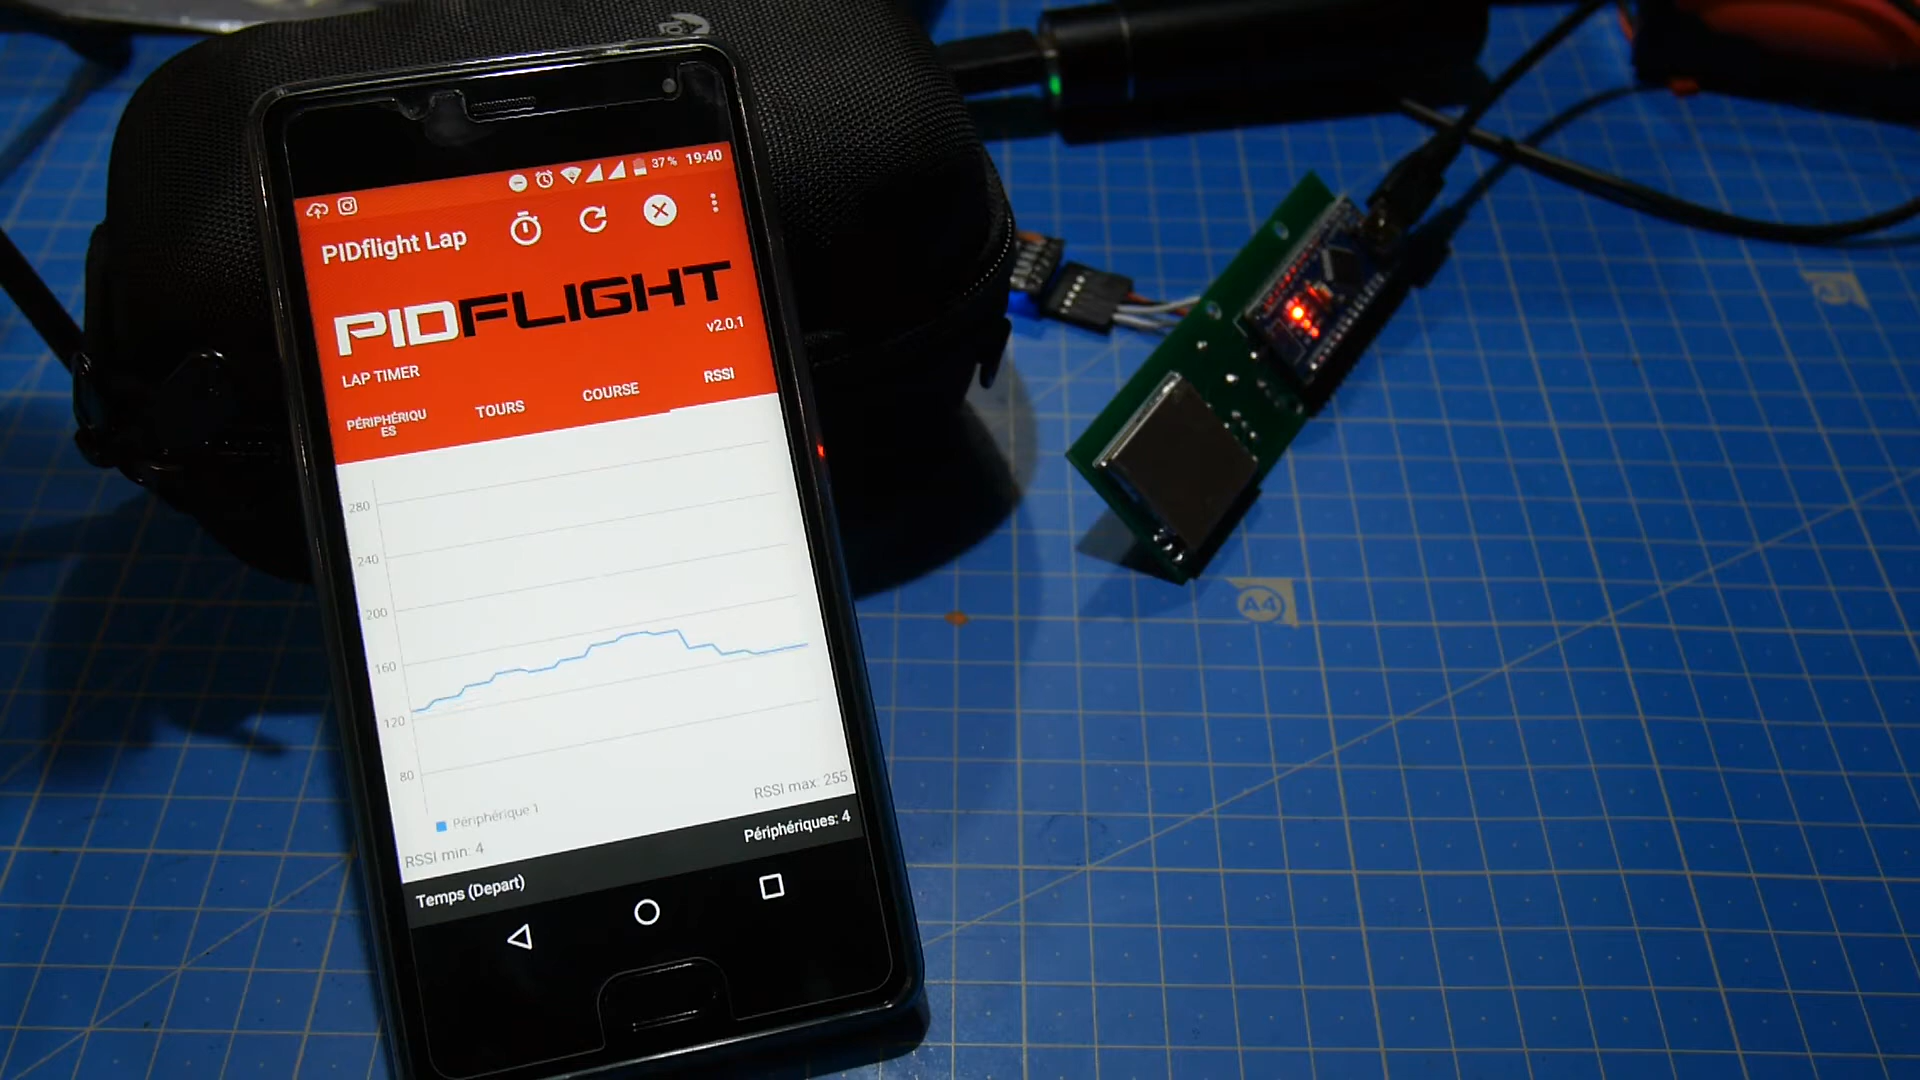 37% 19:40
PIDflight Lap
PIDFLIGHT
v2.0.1
LAP TIMER
PÉRIPHÉRIQU
ES
TOURS
COURSE
RSSI
280
240
200
160
120
80
Périphérique 1
RSSI max: 255
RSSI min: 4
Périphériques: 4
Temps (Depart)
A4